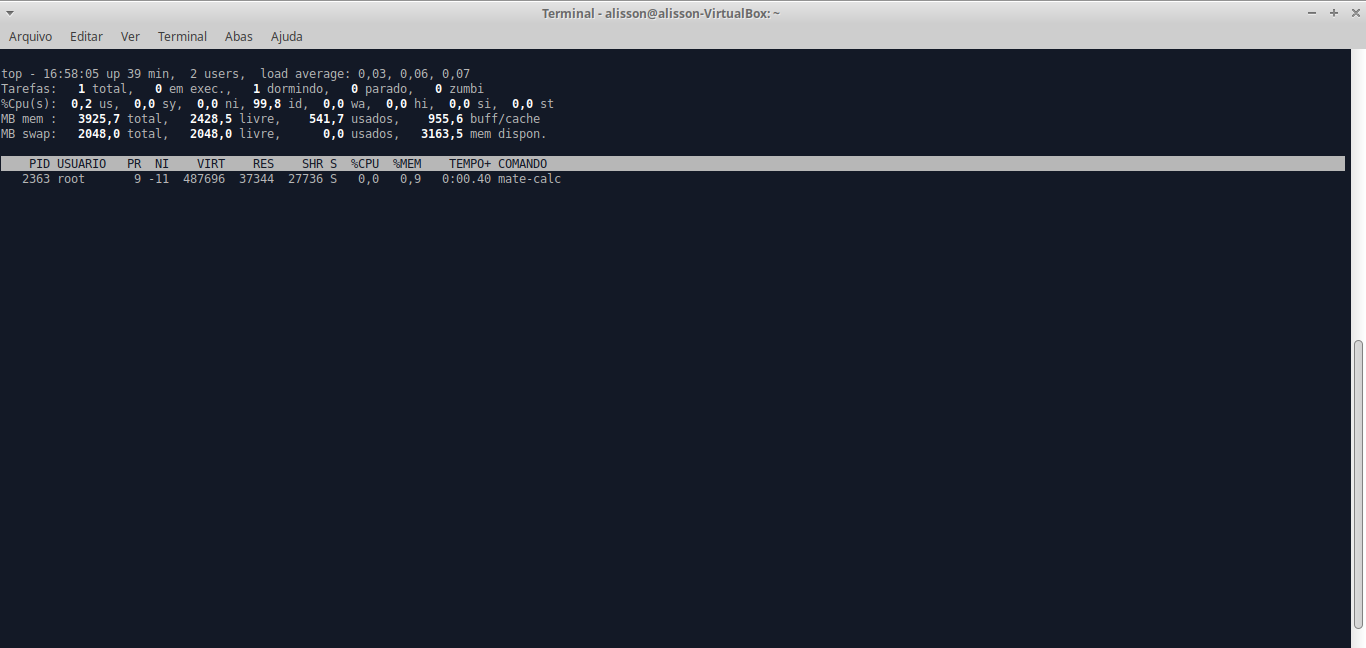 Terminal - alisson@alisson-VirtualBox: ~
Arquivo Editar Ver Terminal Abas Ajuda
top - 16:58:05 up 39 min,  2 users,  load average: 0,03, 0,06, 0,07
Tarefas:   1 total,   0 em exec.,   1 dormindo,   0 parado,   0 zumbi
%Cpu(s):  0,2 us,  0,0 sy,  0,0 ni, 99,8 id,  0,0 wa,  0,0 hi,  0,0 si,  0,0 st
MB mem :   3925,7 total,   2428,5 livre,    541,7 usados,    955,6 buff/cache
MB swap:   2048,0 total,   2048,0 livre,      0,0 usados,   3163,5 mem dispon.
    PID USUARIO   PR  NI    VIRT    RES    SHR S  %CPU  %MEM    TEMPO+ COMANDO
   2363 root       9 -11  487696  37344  27736 S   0,0   0,9   0:00.40 mate-calc